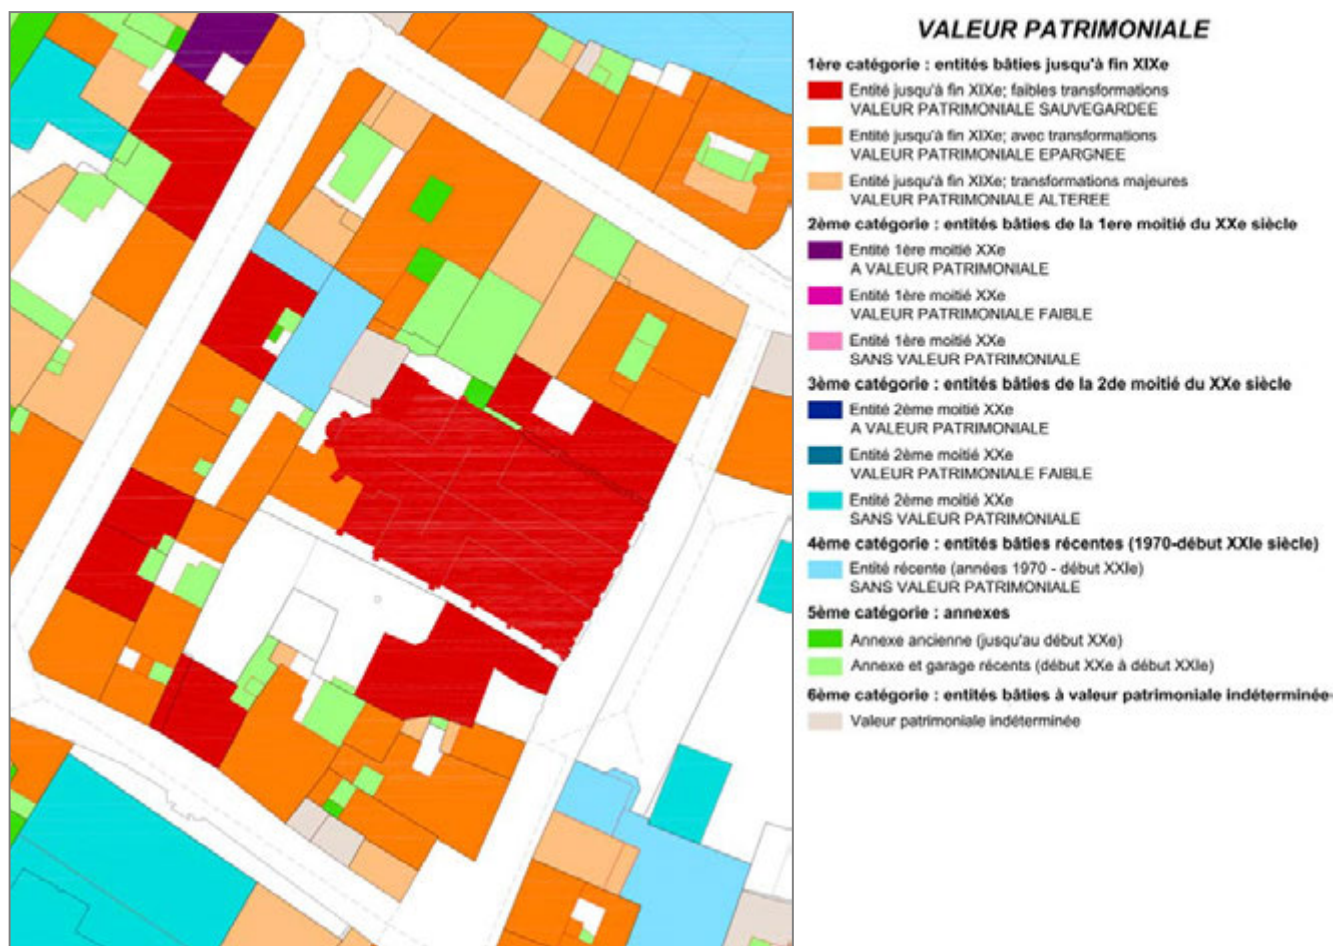 VALEUR PATRIMONIALE
1ère catégorie : entités bâties jusqu'à fin XIXe
Entité jusqu'à fin XIXe; faibles transformations
VALEUR PATRIMONIALE SAUVEGARDEE
Entité jusqu'à fin XIXe; avec transformations
VALEUR PATRIMONIALE EPARGNEE
Entité jusqu'à fin XIXe; transformations majeures
VALEUR PATRIMONIALE ALTEREE
2ème catégorie : entités bâties de la 1ere moitié du XXe siècle
Entité 1ère moitié XXe
A VALEUR PATRIMONIALE
Entité 1ère moitié XXe
VALEUR PATRIMONIALE FAIBLE
Entité 1ère moitié XXe
SANS VALEUR PATRIMONIALE
3ème catégorie : entités bâties de la 2de moitié du XXe siècle
Entité 2ème moitié XXe
A VALEUR PATRIMONIALE
Entité 2ème moitié XXe
VALEUR PATRIMONIALE FAIBLE
Entité 2ème moitié XXe
SANS VALEUR PATRIMONIALE
4ème catégorie : entités bâties récentes (1970-début XXIe siècle)
Entité récente (années 1970 - début XXIe)
SANS VALEUR PATRIMONIALE
5ème catégorie : annexes
Annexe ancienne (jusqu'au début XXe)
Annexe et garage récents (début XXe à début XXIe)
6ème catégorie : entités bâties à valeur patrimoniale indéterminée
Valeur patrimoniale indéterminée